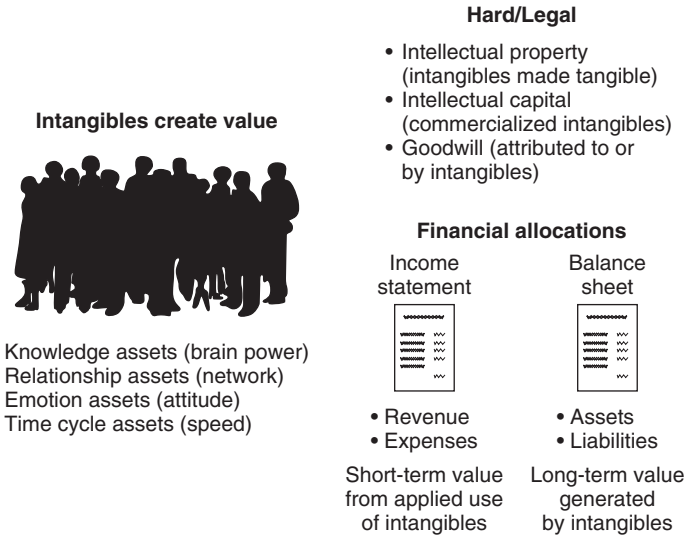 Intangibles create value
Knowledge assets (brain power)
Relationship assets (network)
Emotion assets (attitude)
Time cycle assets (speed)
Hard/Legal
• Intellectual property
(intangibles made tangible)
• Intellectual capital
(commercialized intangibles)
• Goodwill (attributed to or
by intangibles)
Financial allocations
Income
statement
• Revenue
• Expenses
Short-term value
from applied use
of intangibles
Balance
sheet
• Assets
• Liabilities
Long-term value
generated
by intangibles